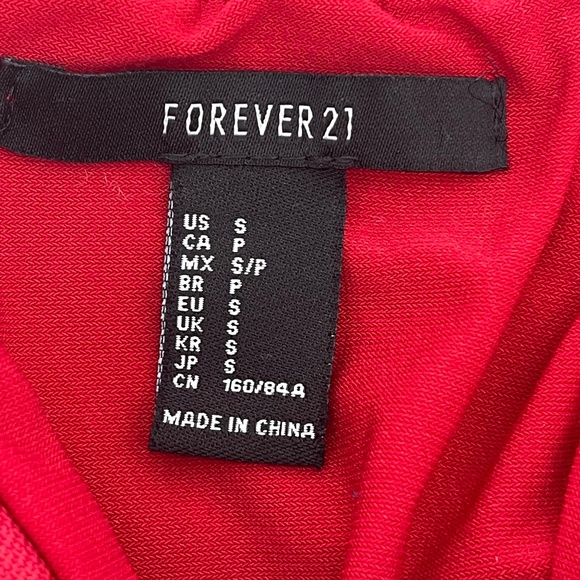 FOREVER 21
US S
CA P
MX S/P
BR P
EU S
UK S
KR S
JP S
CN 160/84A
MADE IN CHINA